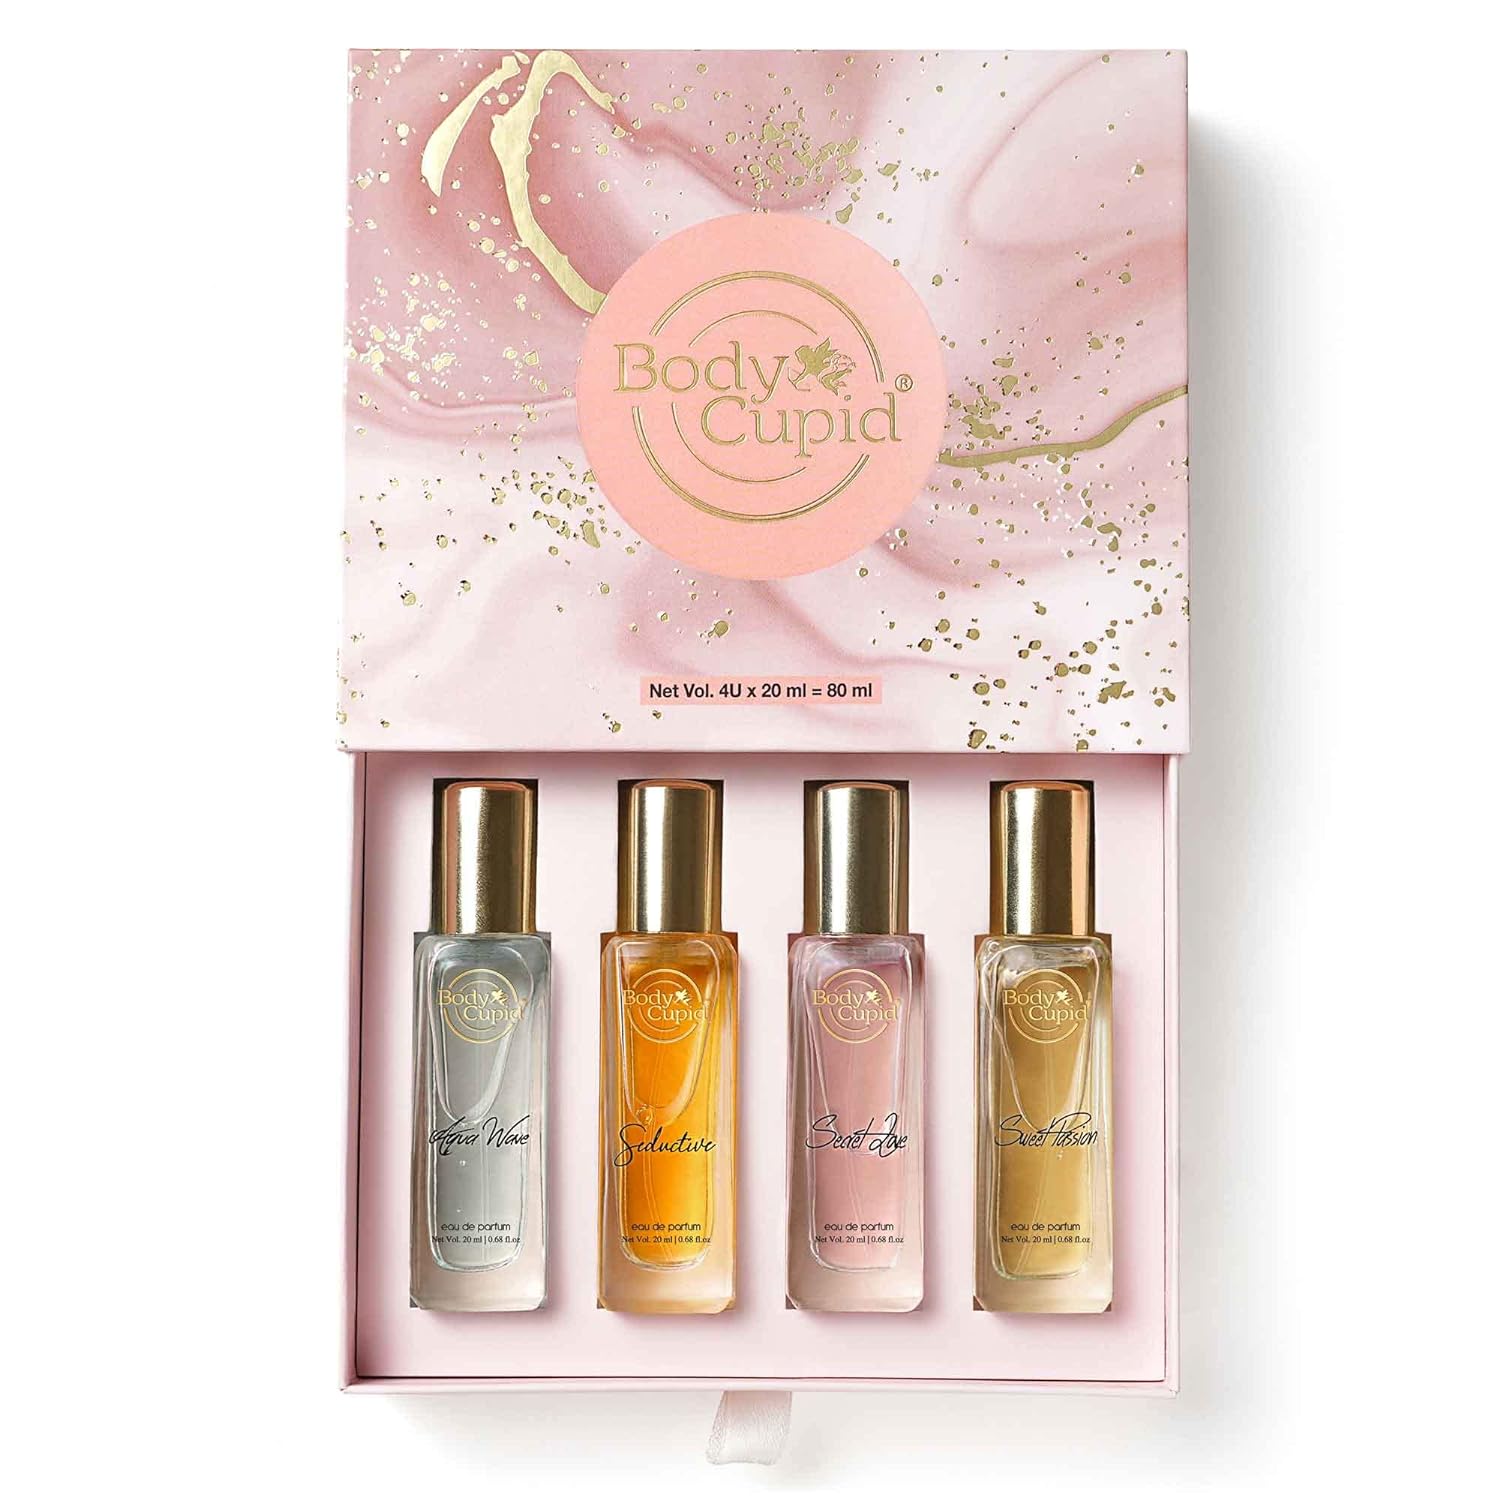 Body
Cupid®
Net Vol. 4U x 20 ml = 80 ml
Body
Cupid
Aqua Wave
eau de parfum
Net Vol. 20 ml | 0.68 fl.oz
Body
Cupid
Seductive
eau de parfum
Net Vol. 20 ml | 0.68 fl.oz
Body
Cupid
Secret Love
eau de parfum
Net Vol. 20 ml | 0.68 fl.oz
Body
Cupid
Sweet Passion
eau de parfum
Net Vol. 20 ml | 0.68 fl.oz